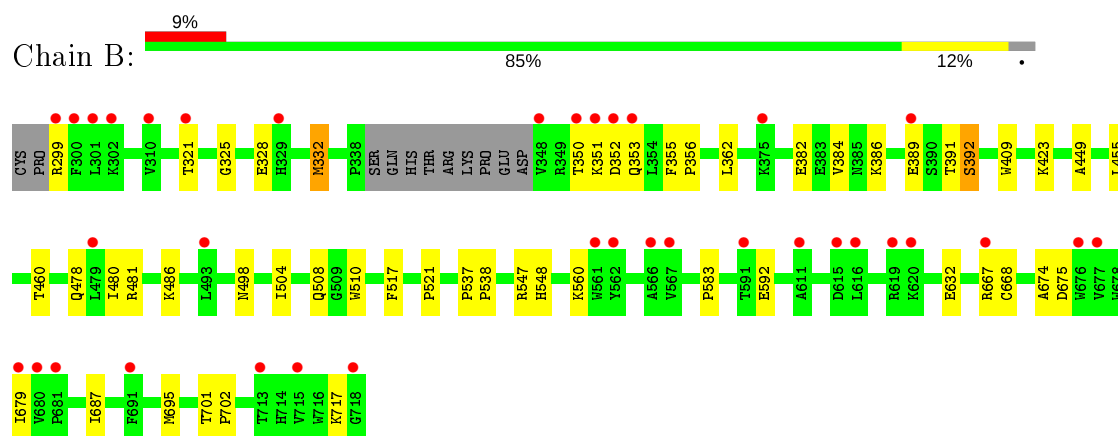 9%
Chain B:
85% 12% •
CYS PRO R299 F300 L301 K302 V310 T321 G325 E328 H329 M332 P338 SER GLN HIS THR ARG LYS PRO GLU ASP V348 R349 T350 K351 D352 Q353 L354 F355 P356 L362 K375 E382 E383 V384 N385 K386 E389 S390 T391 S392 W409 K423 A449
T460 Q478 L479 I480 R481 K486 L493 N498 I504 Q508 G509 W510 F517 P521 P537 P538 R547 H548 K560 W561 Y562 A566 V567 P583 T591 E592 A611 D615 L616 R619 K620 E632 R667 C668 A674 D675 W676 V677
I679 V680 P681 I687 F691 M695 T701 P702 T713 H714 V715 W716 K717 G718